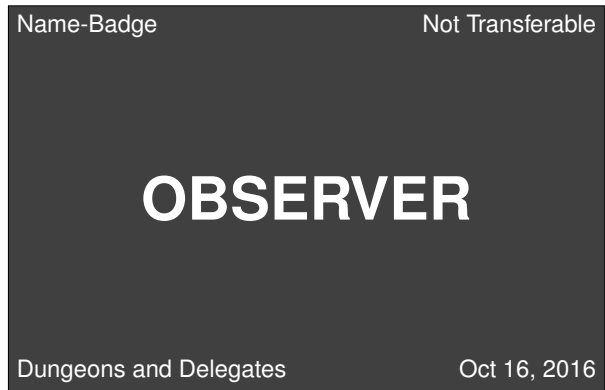 Name-Badge Not Transferable
OBSERVER
Dungeons and Delegates Oct 16, 2016